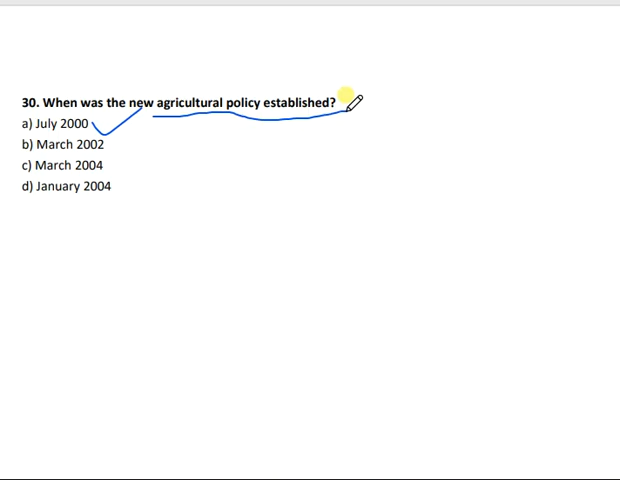 30. When was the new agricultural policy established?
a) July 2000
b) March 2002
c) March 2004
d) January 2004